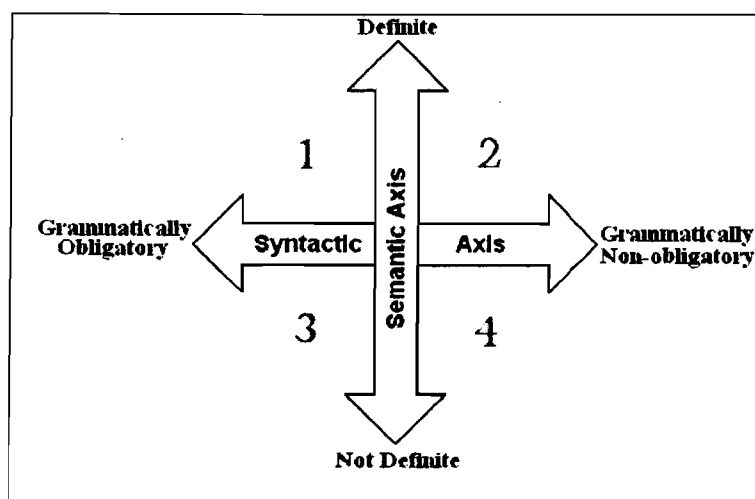 Definite
1
2
Grammatically
Obligatory
Syntactic
Semantic Axis
Axis
Grammatically
Non-obligatory
3
4
Not Definite